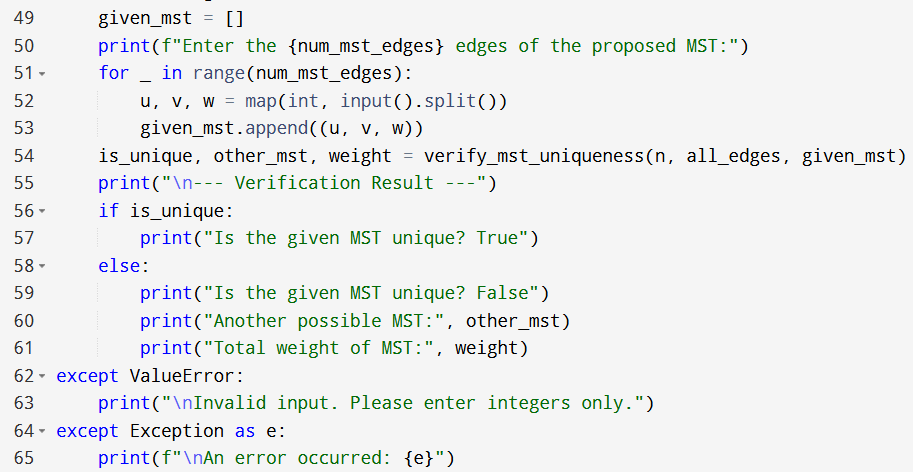 49 given_mst = []
50 print(f"Enter the {num_mst_edges} edges of the proposed MST:")
51 for _ in range(num_mst_edges):
52 u, v, w = map(int, input().split())
53 given_mst.append((u, v, w))
54 is_unique, other_mst, weight = verify_mst_uniqueness(n, all_edges, given_mst)
55 print("\n--- Verification Result ---")
56 if is_unique:
57 print("Is the given MST unique? True")
58 else:
59 print("Is the given MST unique? False")
60 print("Another possible MST:", other_mst)
61 print("Total weight of MST:", weight)
62 except ValueError:
63 print("\nInvalid input. Please enter integers only.")
64 except Exception as e:
65 print(f"\nAn error occurred: {e}")